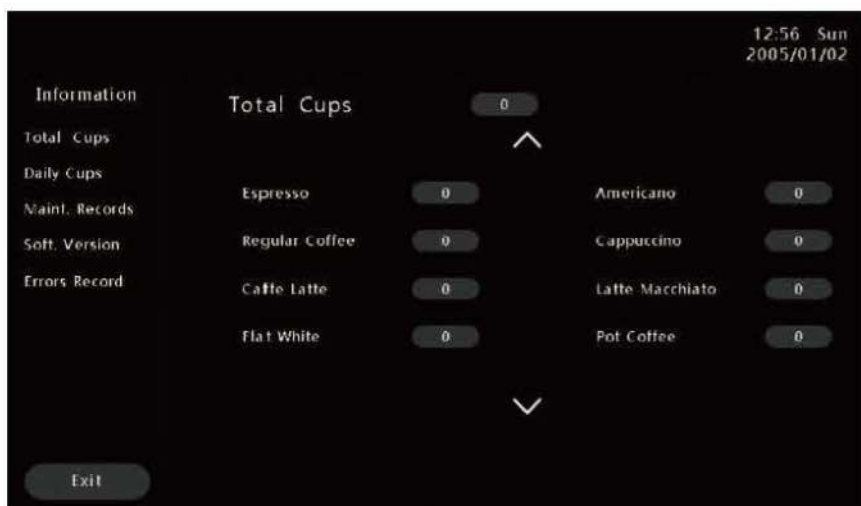 12:56 Sun
2005/01/02
Information
Total Cups
Daily Cups
Maint. Records
Soft. Version
Errors Record
Exit
Total Cups 0
Espresso 0 Americano 0
Regular Coffee 0 Cappuccino 0
Caffe Latte 0 Latte Macchiato 0
Flat White 0 Pot Coffee 0